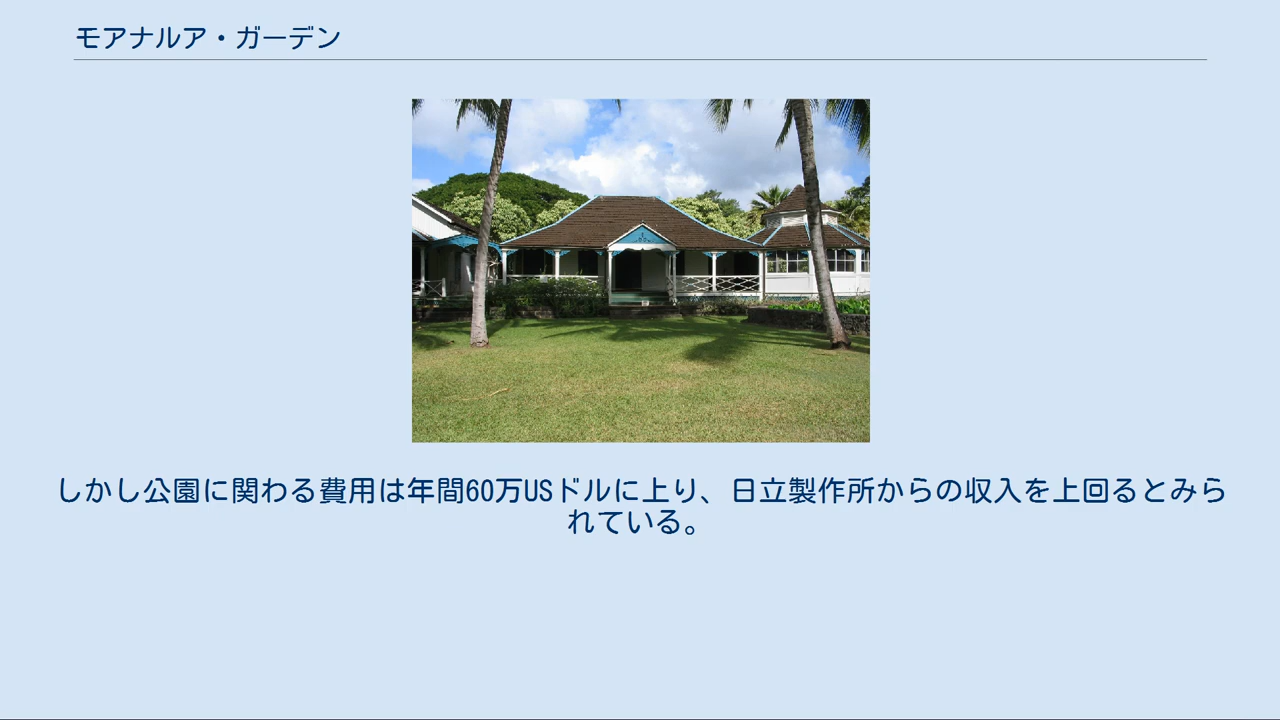 モアナルア・ガーデン
しかし公園に関わる費用は年間60万USドルに上り、日立製作所からの収入を上回るとみら
れている。